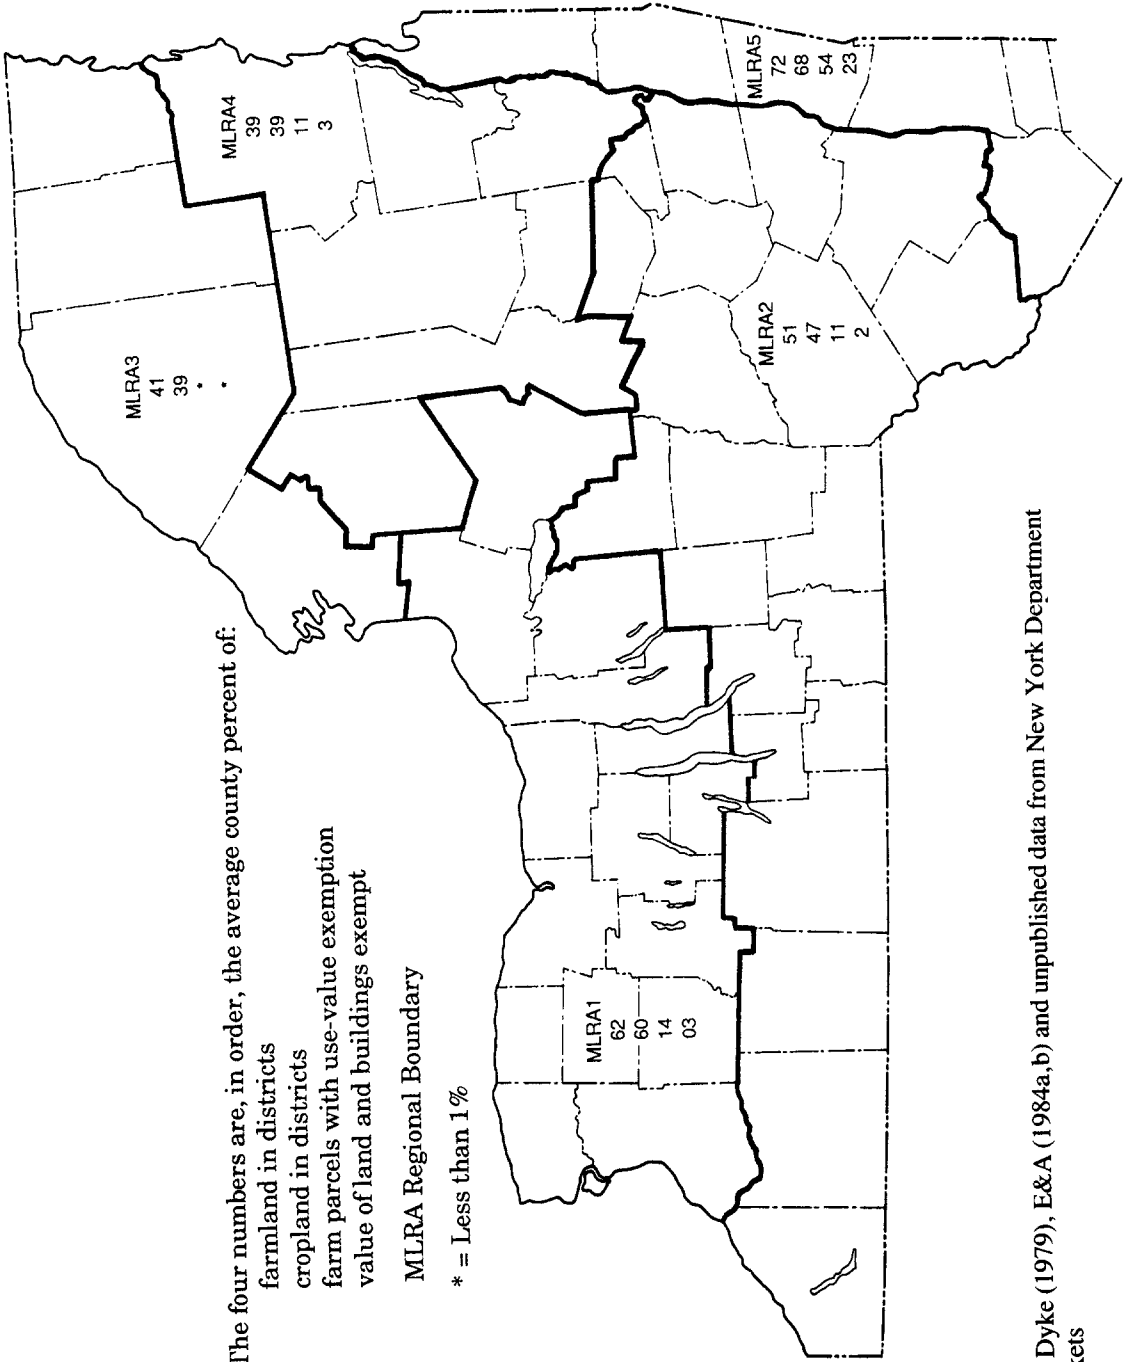 The four numbers are, in order, the average county percent of:
farmland in districts
cropland in districts
farm parcels with use-value exemption
value of land and buildings exempt
MLRA Regional Boundary
* = Less than 1%
MLRA3
41
39
*
*
MLRA4
39
39
11
3
MLRA1
62
60
14
03
MLRA2
51
47
11
2
MLRA5
72
68
54
23
Dyke (1979), E&A (1984a,b) and unpublished data from New York Department
kets